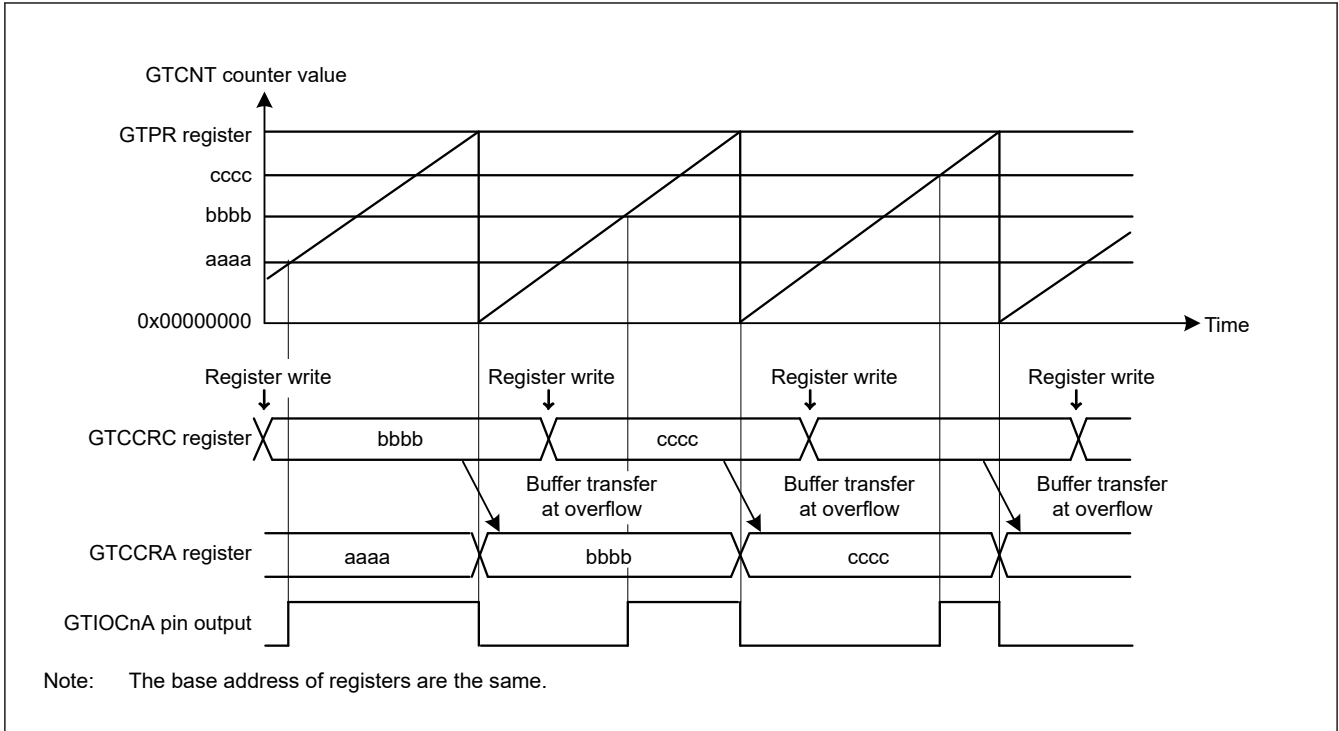 GTCNT counter value
GTPR register
cccc
bbbb
aaaa
0x00000000
Time
Register write Register write Register write Register write
GTCCRC register bbbb cccc
Buffer transfer Buffer transfer Buffer transfer
at overflow at overflow at overflow
GTCCRA register aaaa bbbb cccc
GTIOCnA pin output
Note: The base address of registers are the same.